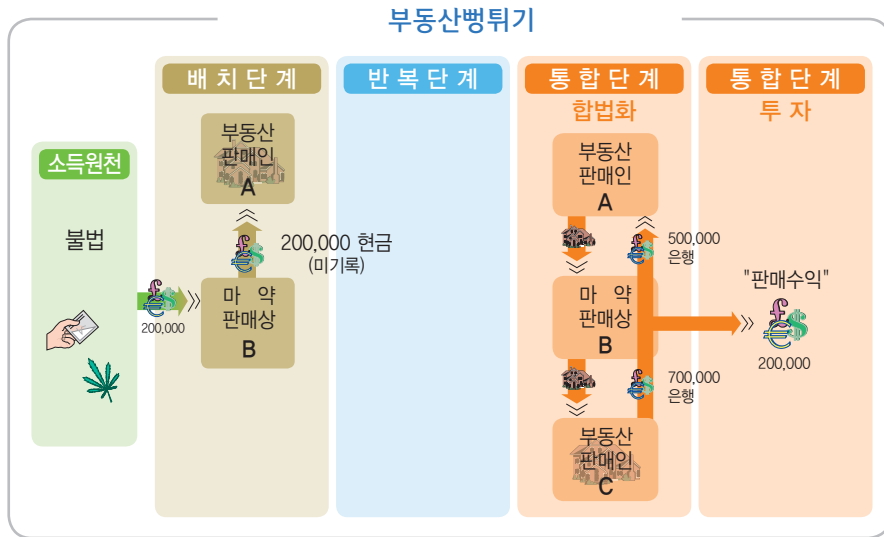 부동산뻥튀기
소득원천
불법
200,000
배 치 단 계
부동산
판매인
A
200,000 현금
(미기록)
마 약
판매상
B
반 복 단 계
통 합 단 계
합법화
부동산
판매인
A
500,000
은행
마 약
판매상
B
700,000
은행
부동산
판매인
C
통 합 단 계
투 자
"판매수익"
200,000